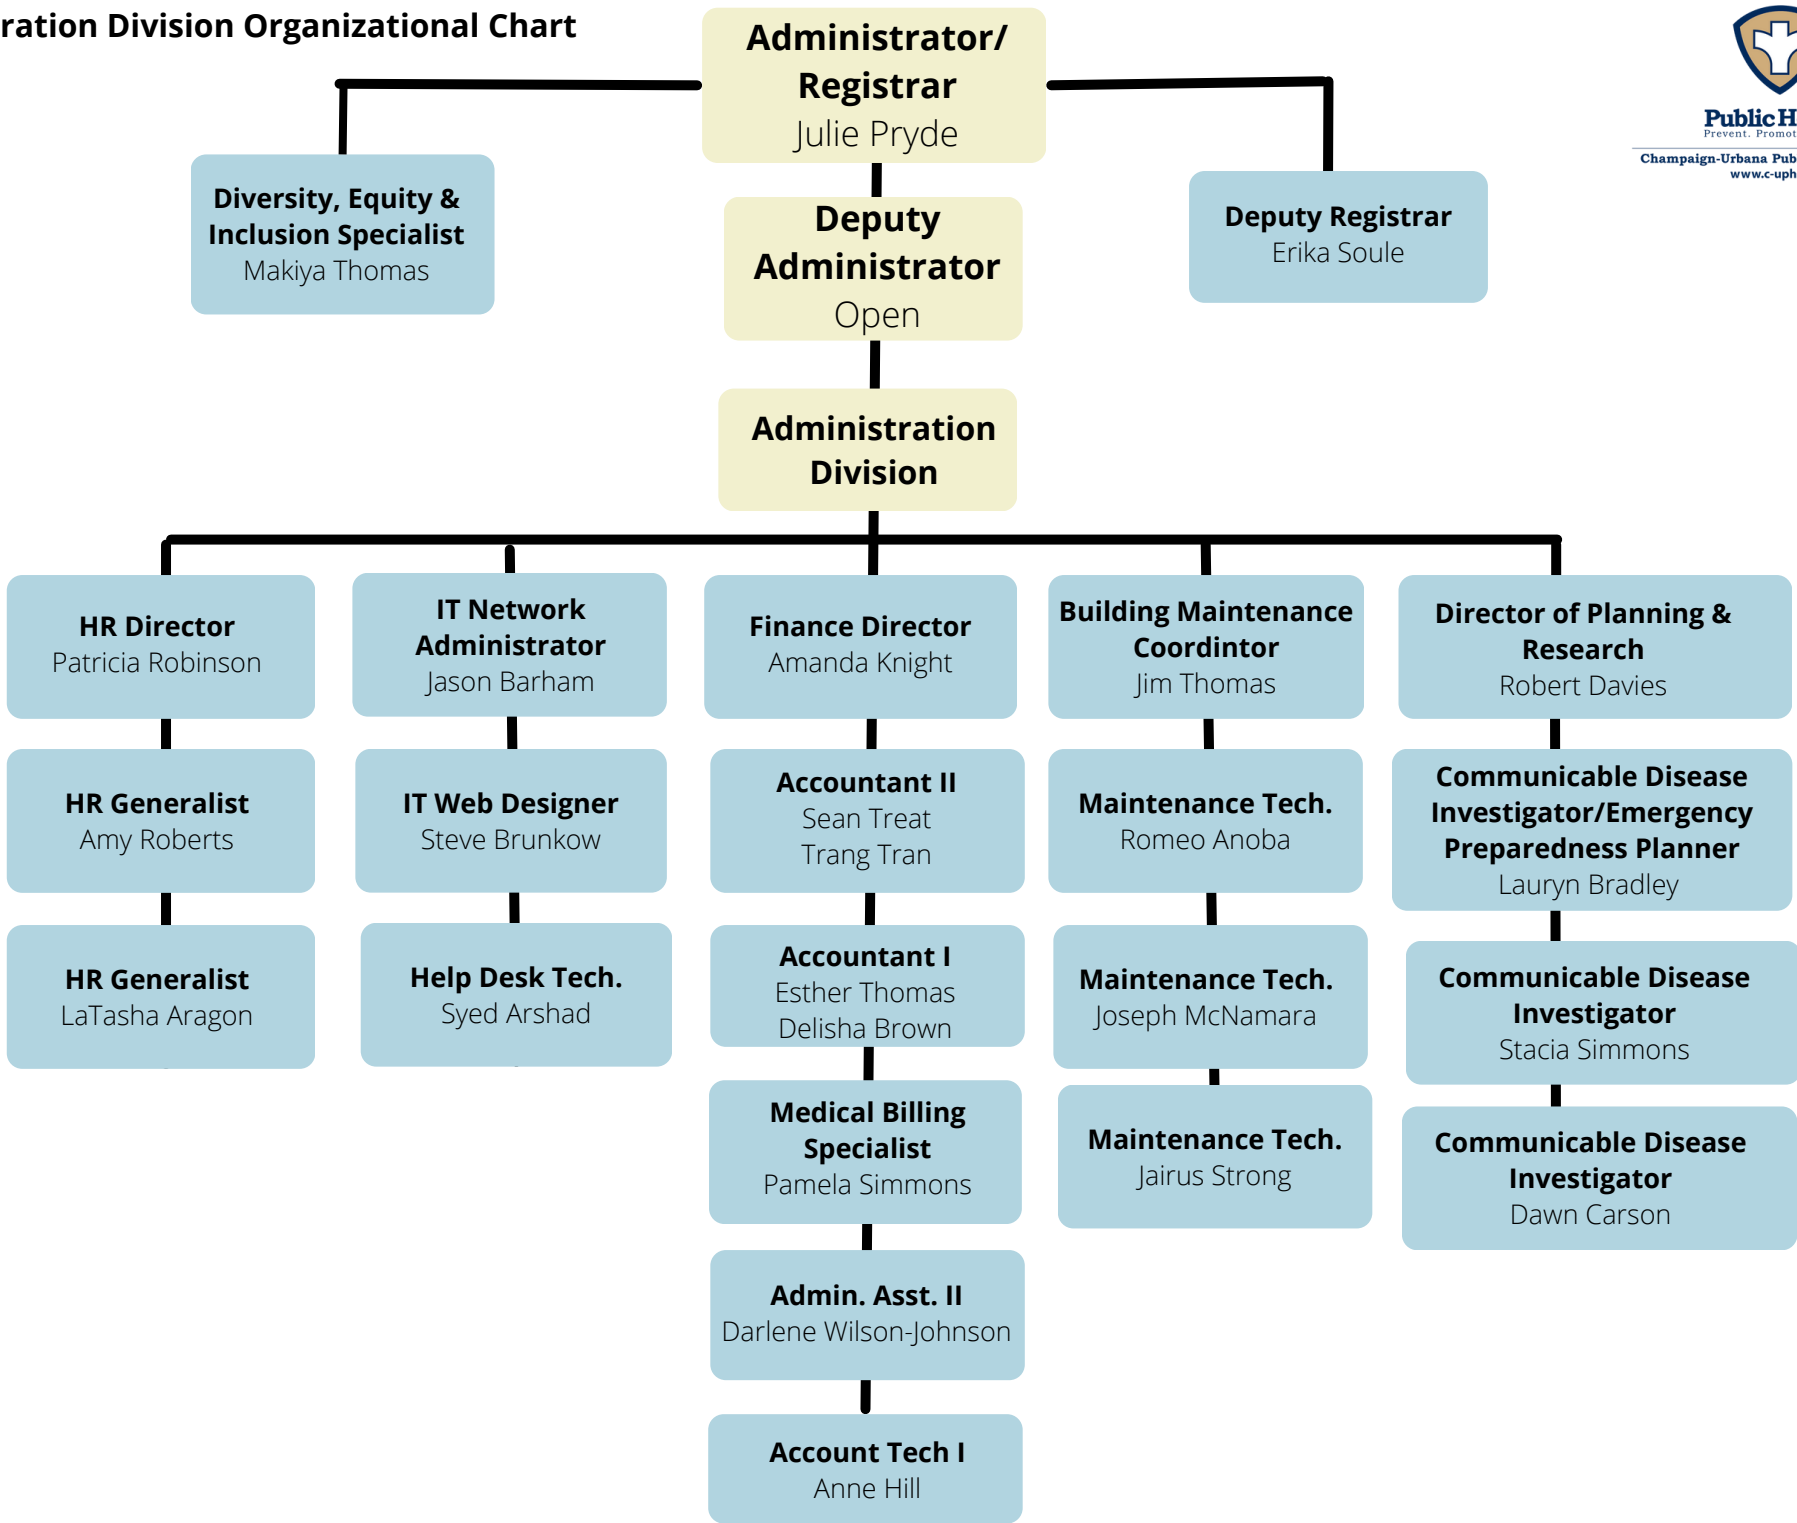 ration Division Organizational Chart
Administrator/
Registrar
Julie Pryde
Public H
Prevent. Promot
Champaign-Urbana Pub
www.c-uph
Diversity, Equity &
Inclusion Specialist
Makiya Thomas
Deputy
Administrator
Open
Deputy Registrar
Erika Soule
Administration
Division
HR Director
Patricia Robinson
IT Network
Administrator
Jason Barham
Finance Director
Amanda Knight
Building Maintenance
Coordintor
Jim Thomas
Director of Planning &
Research
Robert Davies
HR Generalist
Amy Roberts
IT Web Designer
Steve Brunkow
Accountant II
Sean Treat
Trang Tran
Maintenance Tech.
Romeo Anoba
Communicable Disease
Investigator/Emergency
Preparedness Planner
Lauryn Bradley
HR Generalist
LaTasha Aragon
Help Desk Tech.
Syed Arshad
Accountant I
Esther Thomas
Delisha Brown
Maintenance Tech.
Joseph McNamara
Communicable Disease
Investigator
Stacia Simmons
Medical Billing
Specialist
Pamela Simmons
Maintenance Tech.
Jairus Strong
Communicable Disease
Investigator
Dawn Carson
Admin. Asst. II
Darlene Wilson-Johnson
Account Tech I
Anne Hill